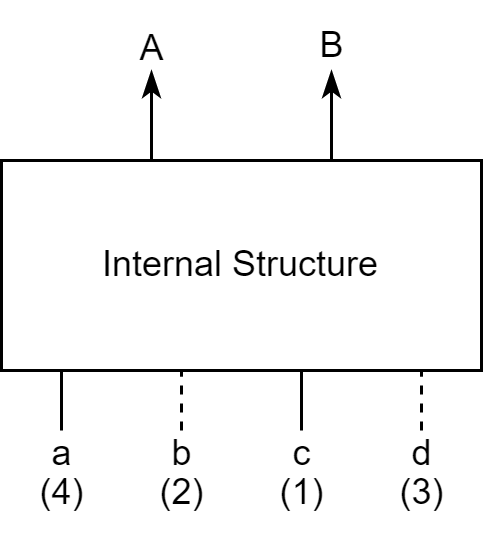 A B
Internal Structure
a b c d
(4) (2) (1) (3)